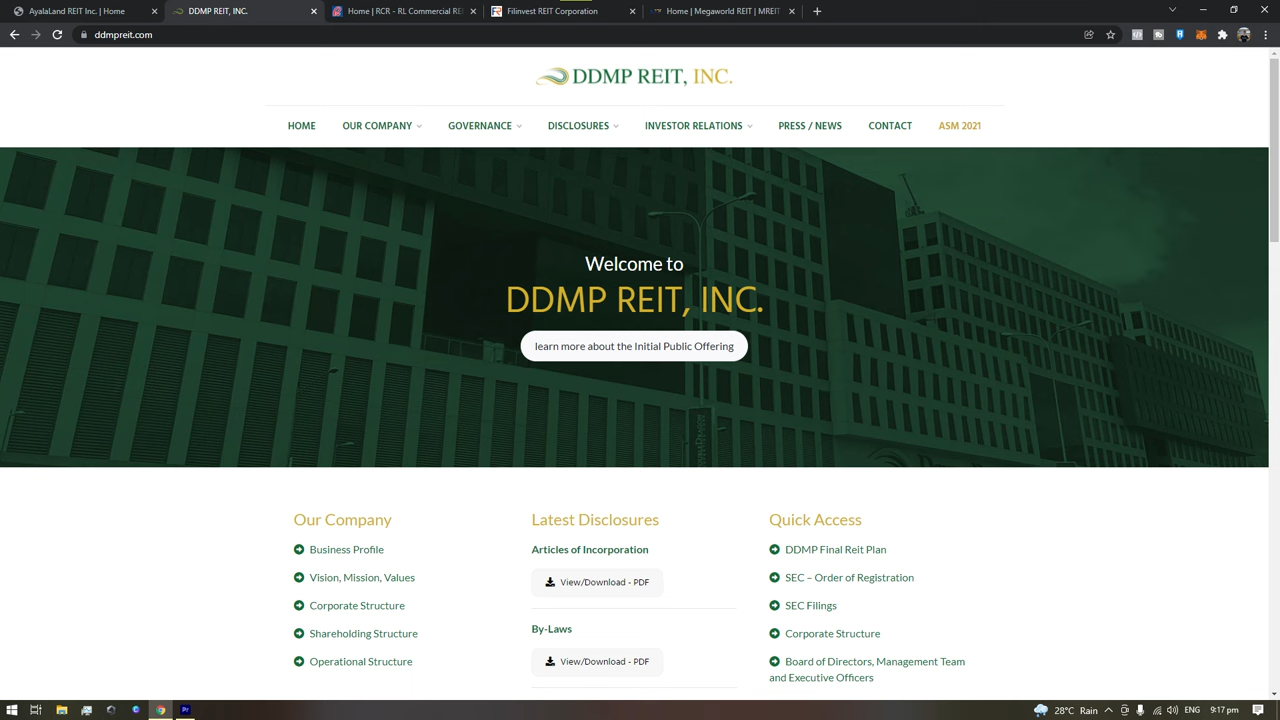 AyalaLand REIT Inc. | Home
DDMP REIT, INC.
Home - RCR - RL Commercial RE
Filinvest REIT Corporation
Home - Megaworld REIT | MREIT |
ddmpreit.com
DDMP REIT, INC.
HOME OUR COMPANY GOVERNANCE DISCLOSURES INVESTOR RELATIONS PRESS / NEWS CONTACT ASM 2021
Welcome to
DDMP REIT, INC.
learn more about the Initial Public Offering
Our Company
Business Profile
Vision, Mission, Values
Corporate Structure
Shareholding Structure
Operational Structure
Latest Disclosures
Articles of Incorporation
View/Download - PDF
By-Laws
View/Download - PDF
Quick Access
DDMP Final Reit Plan
SEC – Order of Registration
SEC Filings
Corporate Structure
Board of Directors, Management Team
and Executive Officers
28°C Rain ENG 9:17 pm